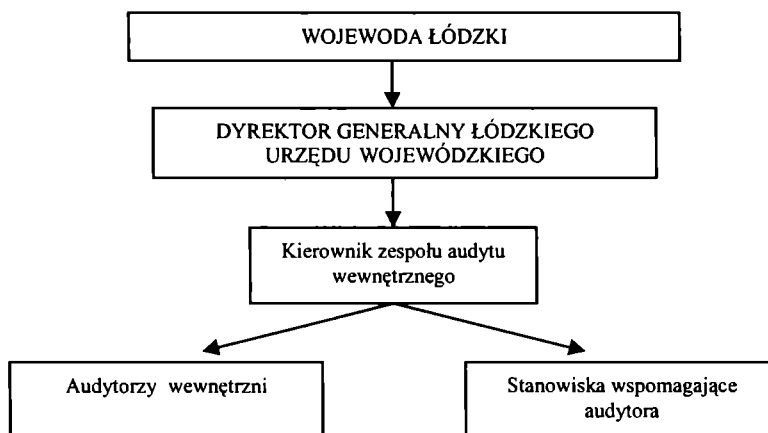 WOJEWODA ŁÓDZKI
DYREKTOR GENERALNY ŁÓDZKIEGO
URZĘDU WOJEWÓDZKIEGO
Kierownik zespołu audytu
wewnętrznego
Audytorzy wewnętrzni
Stanowiska wspomagające
audytora